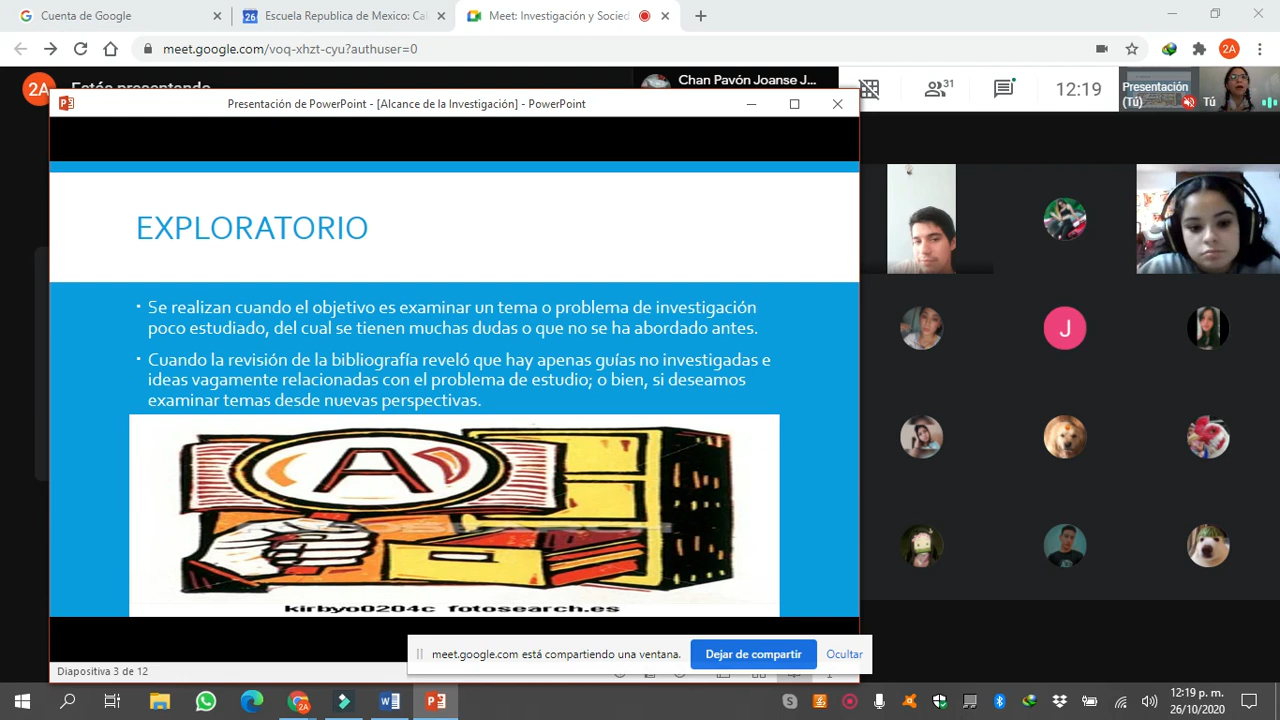 Cuenta de Google
26
Escuela Republica de Mexico: Cal
Meet: Investigación y Socied
meet.google.com/voq-xhzt-cyu?authuser=0
2A
2A
Estás presentando
Chan Pavón Joanse J...
31
12:19
Presentación
(Tú)
Tú
Presentación de PowerPoint - [Alcance de la Investigación] - PowerPoint
EXPLORATORIO
• Se realizan cuando el objetivo es examinar un tema o problema de investigación
poco estudiado, del cual se tienen muchas dudas o que no se ha abordado antes.
• Cuando la revisión de la bibliografía reveló que hay apenas guías no investigadas e
ideas vagamente relacionadas con el problema de estudio; o bien, si deseamos
examinar temas desde nuevas perspectivas.
A
kirbyo0204c fotosearch.es
J
meet.google.com está compartiendo una ventana.
Dejar de compartir
Ocultar
Diapositiva 3 de 12
12:19 p. m.
26/10/2020